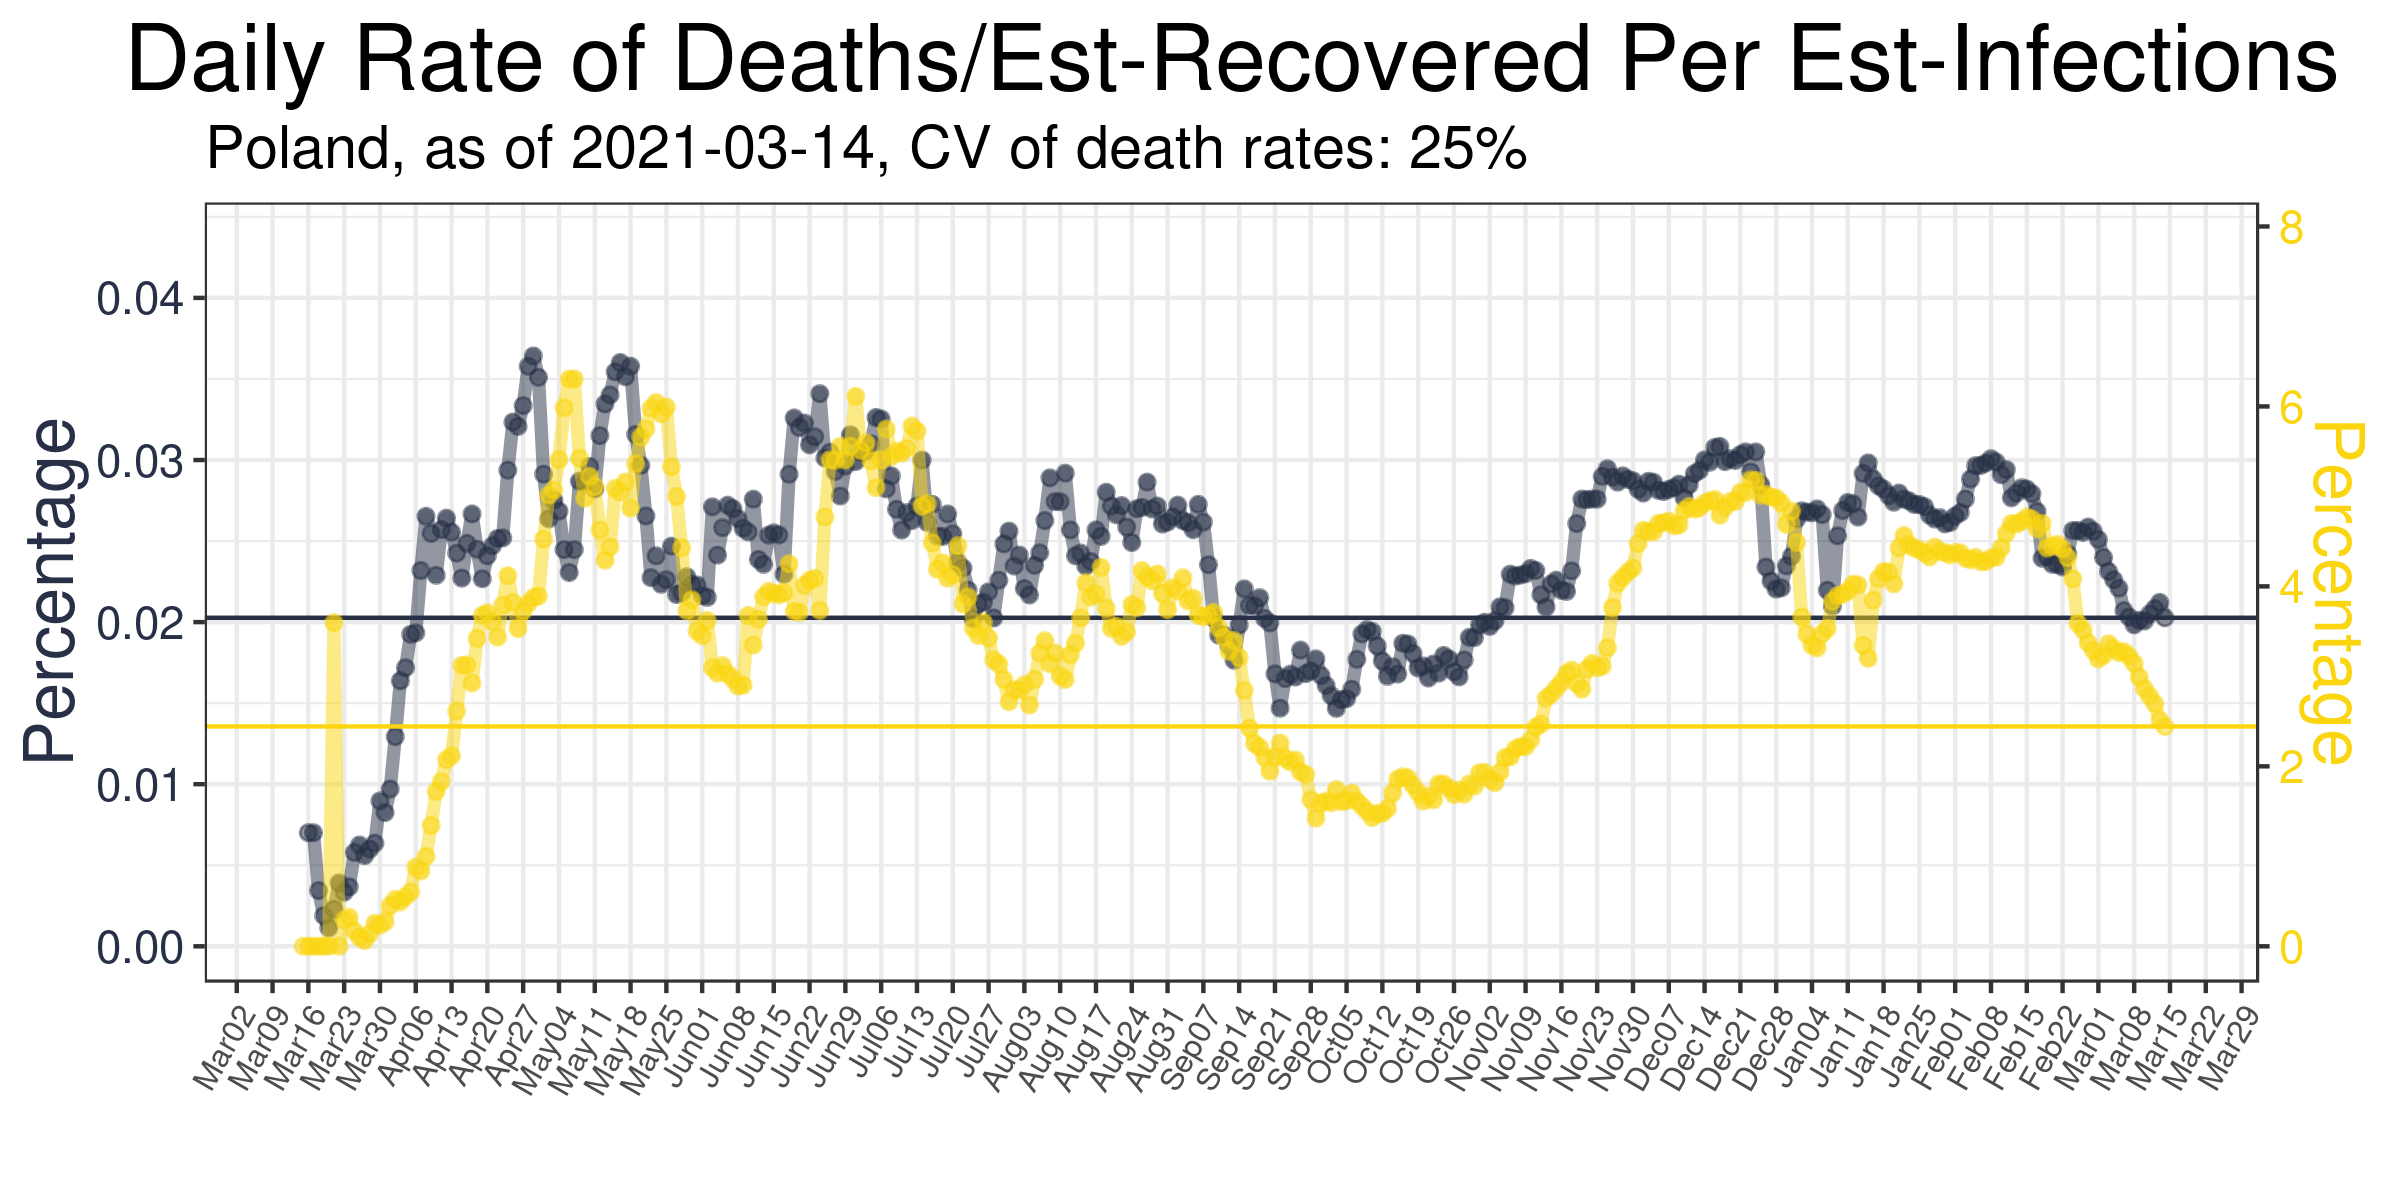 Daily Rate of Deaths/Est-Recovered Per Est-Infections
Poland, as of 2021-03-14, CV of death rates: 25%
Percentage
0.04
0.03
0.02
0.01
0.00
8
6
4
2
0
Percentage
Mar02
Mar09
Mar16
Mar23
Mar30
Apr06
Apr13
Apr20
Apr27
May04
May11
May18
May25
Jun01
Jun08
Jun15
Jun22
Jun29
Jul06
Jul13
Jul20
Jul27
Aug03
Aug10
Aug17
Aug24
Aug31
Sep07
Sep14
Sep21
Sep28
Oct05
Oct12
Oct19
Oct26
Nov02
Nov09
Nov16
Nov23
Nov30
Dec07
Dec14
Dec21
Dec28
Jan04
Jan11
Jan18
Jan25
Feb01
Feb08
Feb15
Feb22
Mar01
Mar08
Mar15
Mar22
Mar29